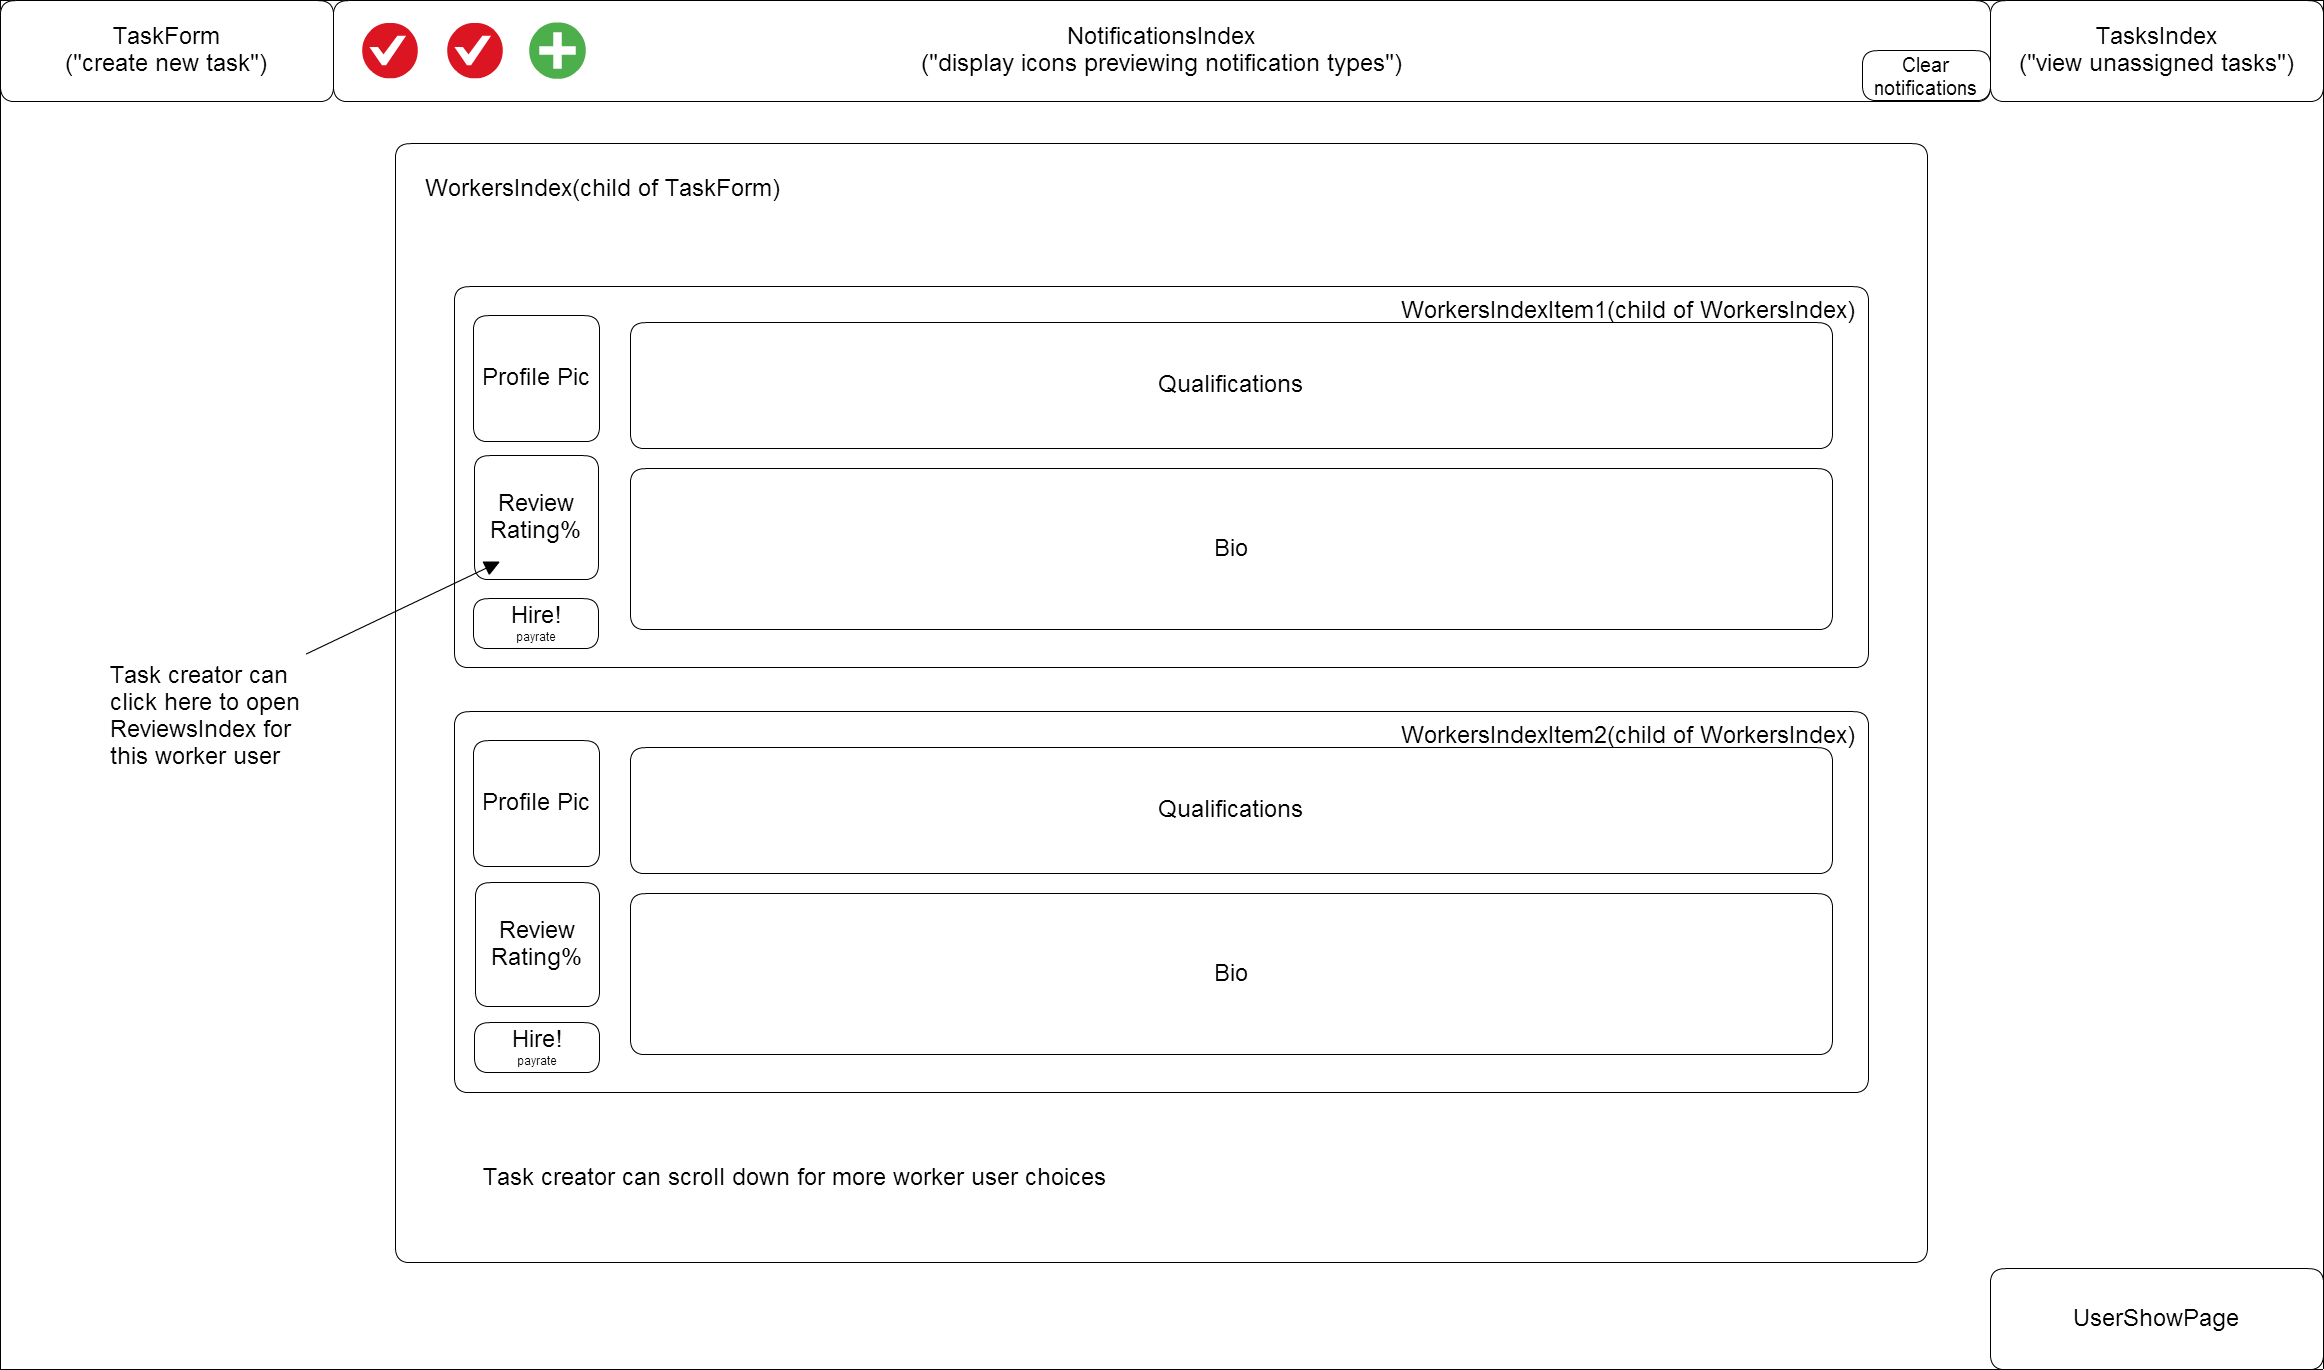 TaskForm
("create new task")
NotificationsIndex
("display icons previewing notification types")
Clear
notifications
TasksIndex
("view unassigned tasks")
WorkersIndex(child of TaskForm)
WorkersIndexItem1(child of WorkersIndex)
Profile Pic
Qualifications
Review
Rating%
Bio
Hire!
payrate
Task creator can
click here to open
ReviewsIndex for
this worker user
WorkersIndexItem2(child of WorkersIndex)
Profile Pic
Qualifications
Review
Rating%
Bio
Hire!
payrate
Task creator can scroll down for more worker user choices
UserShowPage